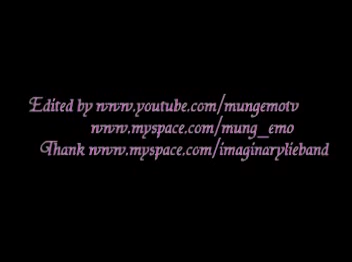 Edited by www.youtube.com/mungemotv
www.myspace.com/mung_emo
Thank www.myspace.com/imaginarylieband